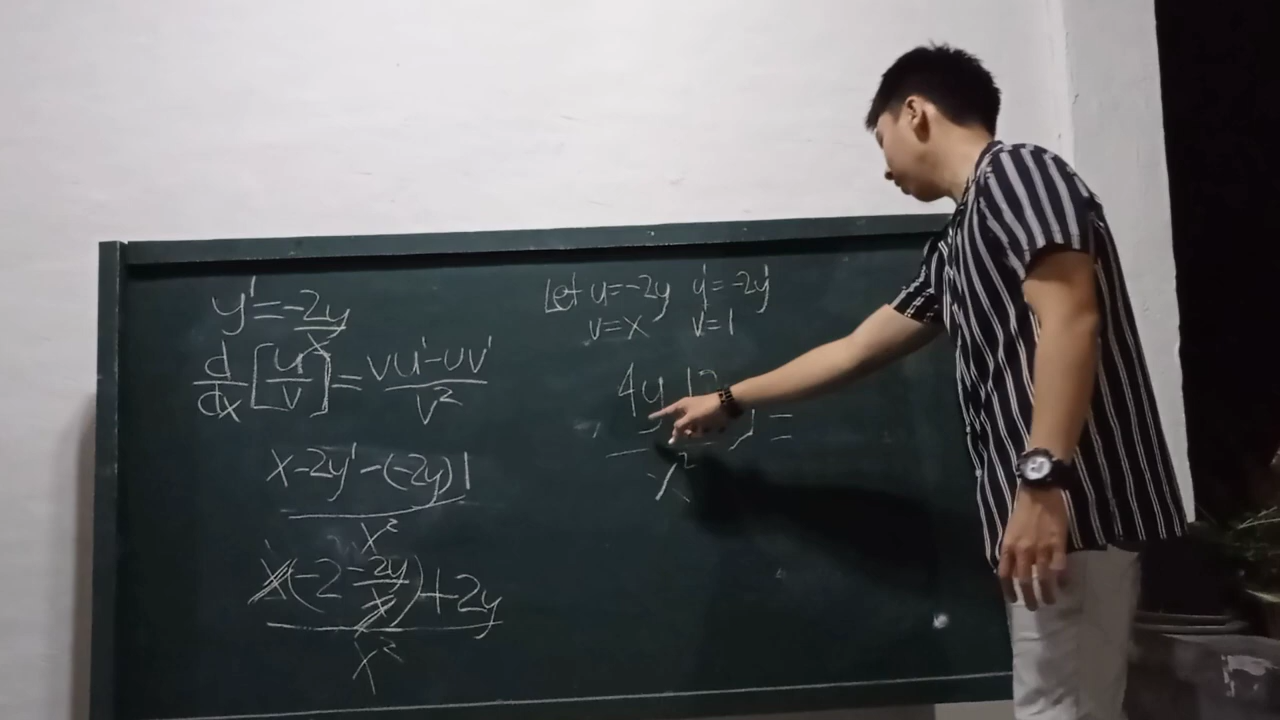 y' = -2y/x
d/dx [u/v] = vu' - uv' / v²
x - 2y' - (-2y)1 / x²
x(-2 -2y/x) + 2y / x²
Let u = -2y u' = -2y'
v = x v' = 1
4y + 2y / x² =